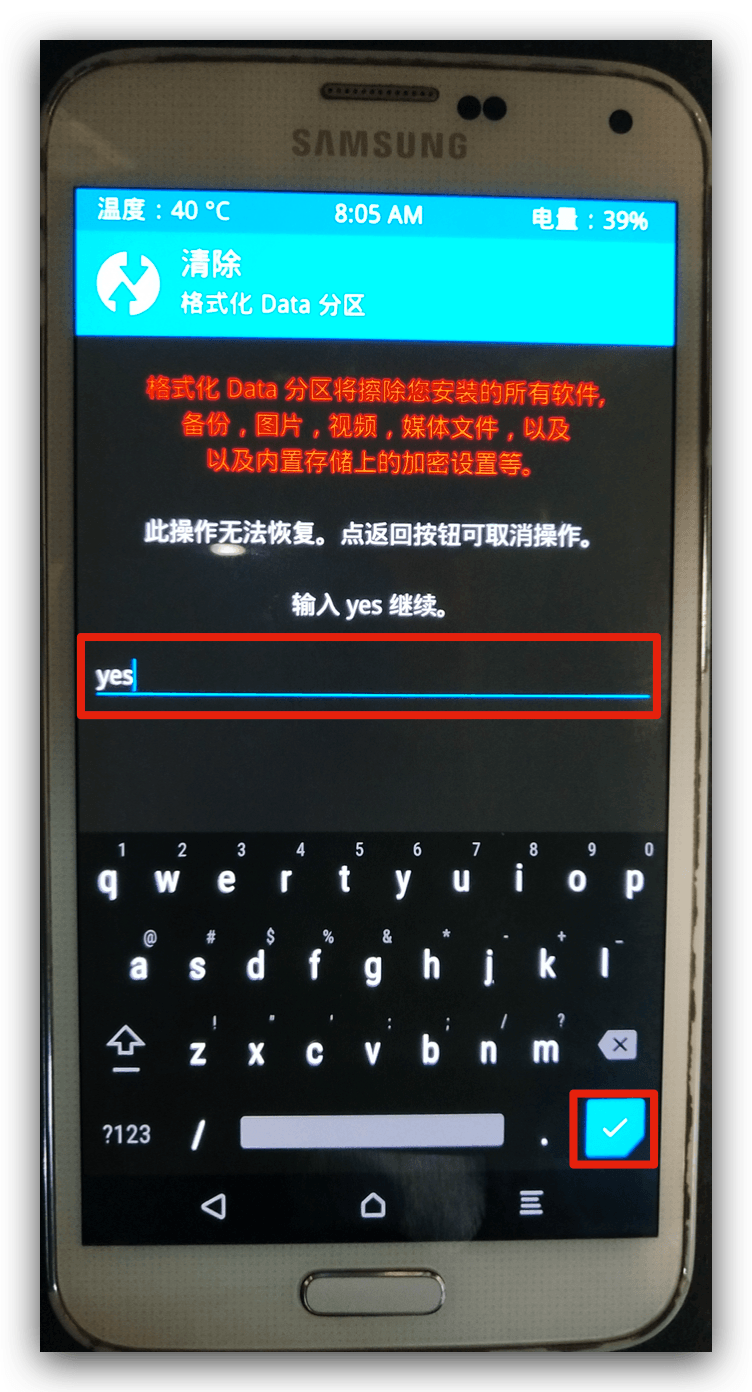 SAMSUNG
温度：40 °C 8:05 AM 电量：39%
清除
格式化 Data 分区
格式化 Data 分区将擦除您安装的所有软件,
备份，图片，视频，媒体文件，以及
以及内置存储上的加密设置等。
此操作无法恢复。点返回按钮可取消操作。
输入 yes 继续。
yes
1 2 3 4 5 6 7 8 9 0
q w e r t y u i o p
@ # $ % & * - + _
a s d f g h j k l
! " ' : ; / ?
z x c v b n m
?123 / .